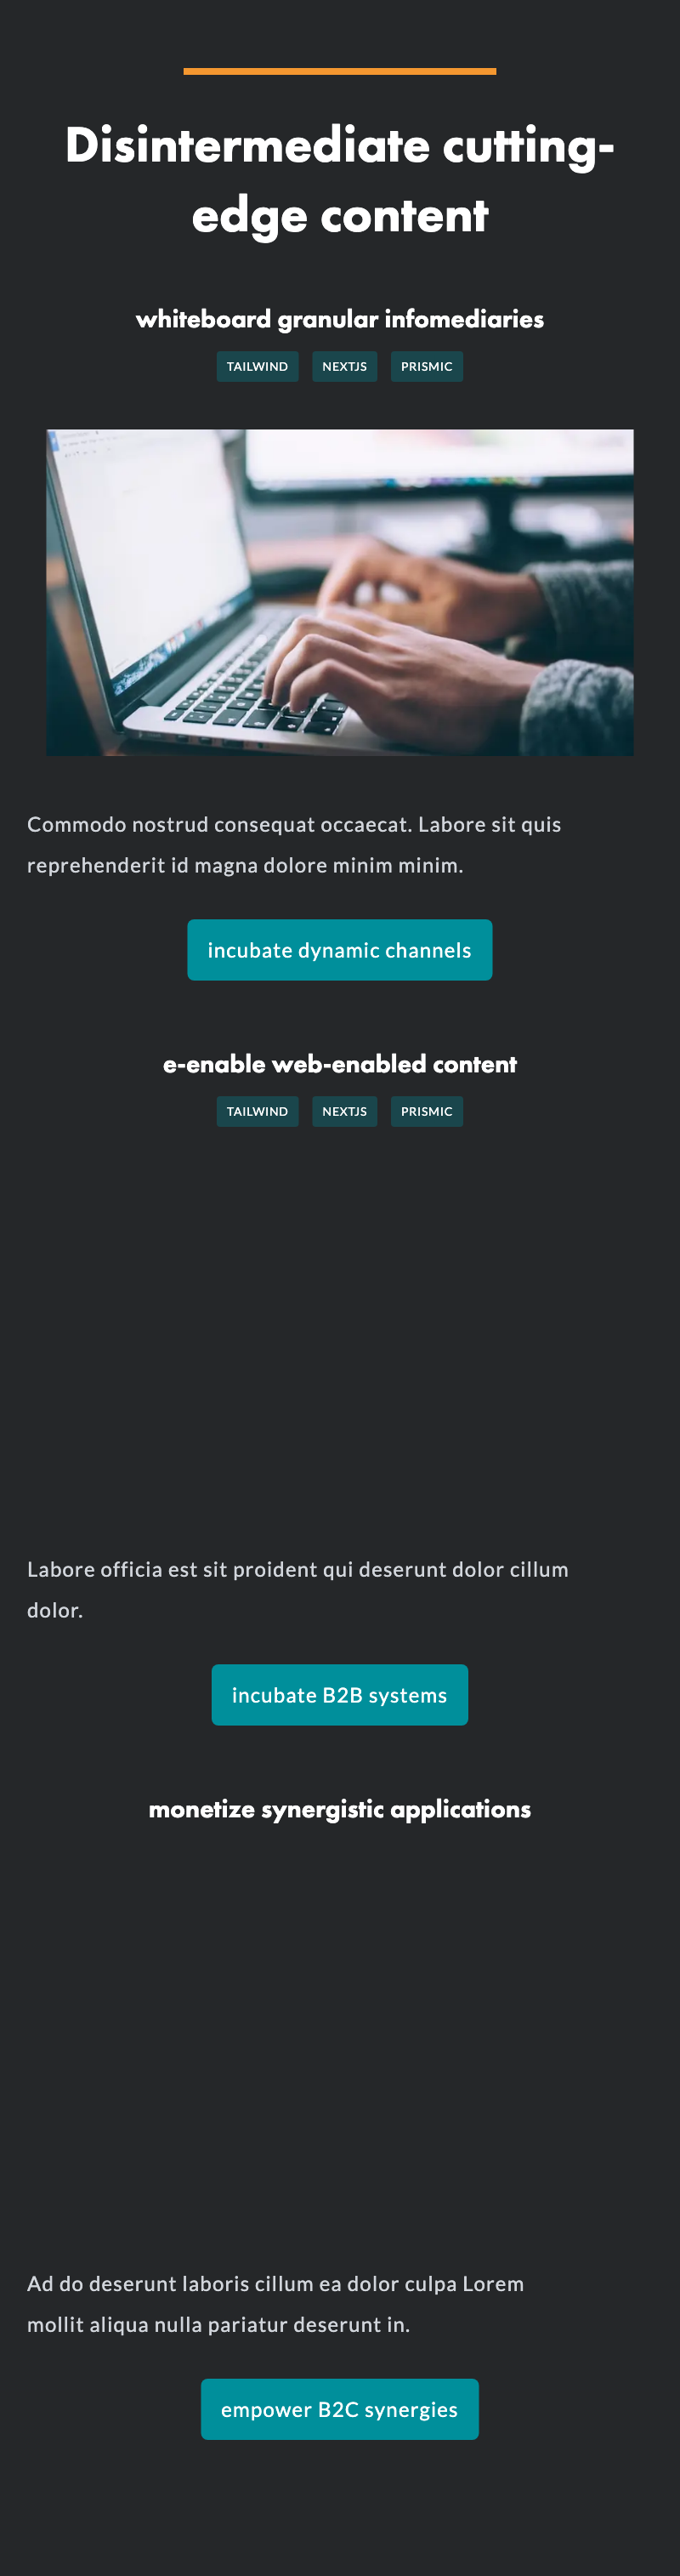 Disintermediate cutting-
edge content
whiteboard granular infomediaries
TAILWIND NEXTJS PRISMIC
Commodo nostrud consequat occaecat. Labore sit quis
reprehenderit id magna dolore minim minim.
incubate dynamic channels
e-enable web-enabled content
TAILWIND NEXTJS PRISMIC
Labore officia est sit proident qui deserunt dolor cillum
dolor.
incubate B2B systems
monetize synergistic applications
Ad do deserunt laboris cillum ea dolor culpa Lorem
mollit aliqua nulla pariatur deserunt in.
empower B2C synergies